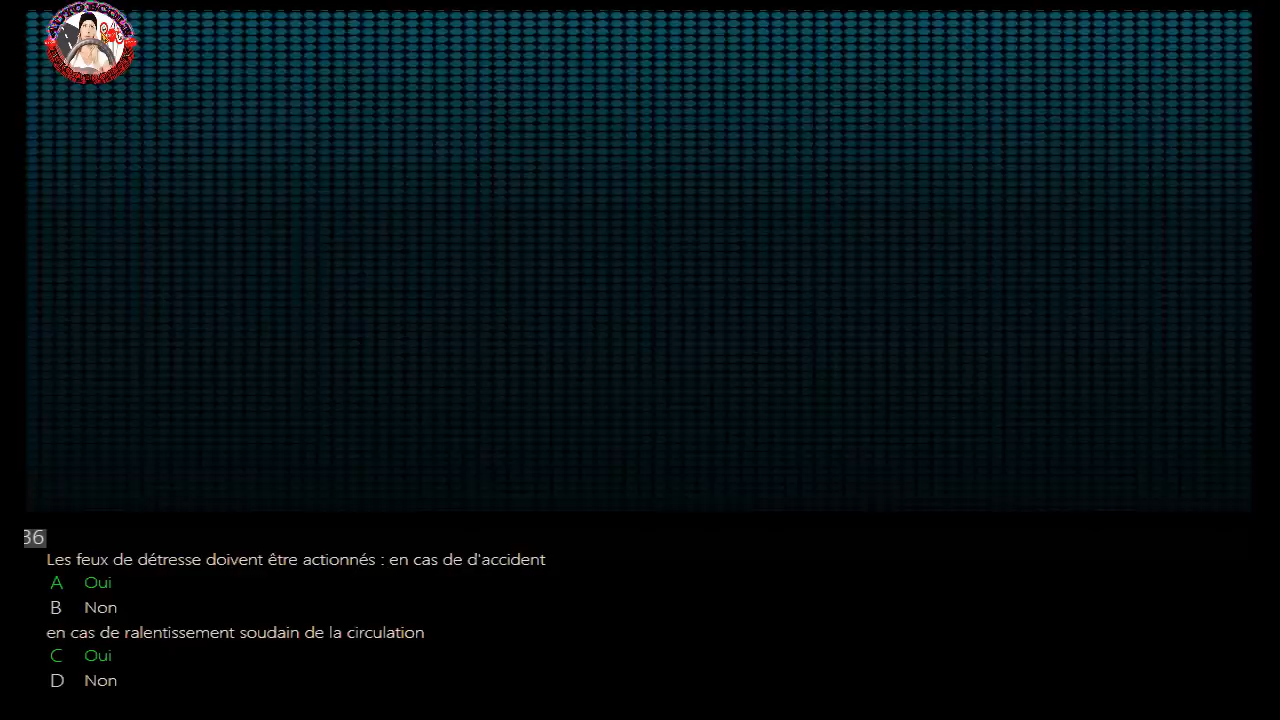 36
Les feux de détresse doivent être actionnés : en cas de d'accident
A Oui
B Non
en cas de ralentissement soudain de la circulation
C Oui
D Non